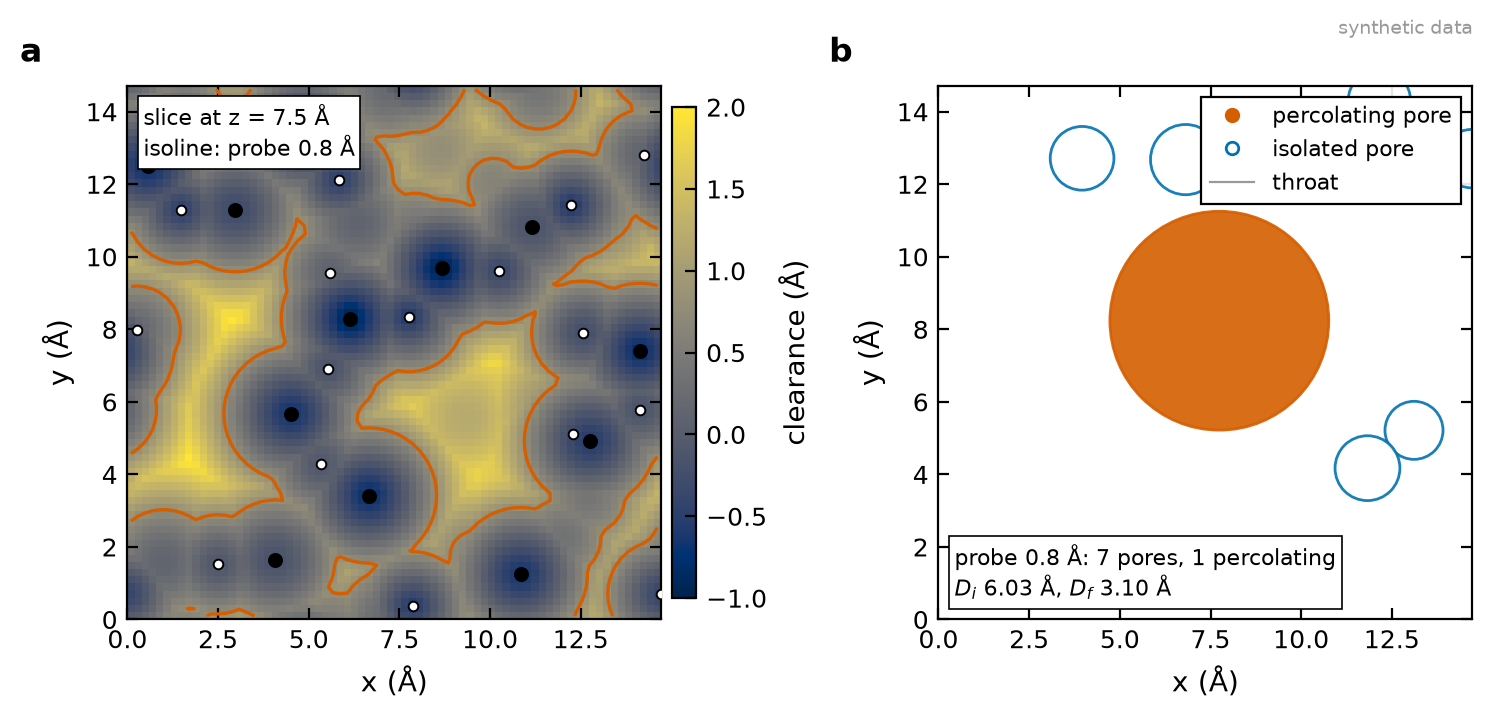 synthetic data
a
slice at z = 7.5 Å
isoline: probe 0.8 Å
14
12
10
8
6
4
2
0
0.0 2.5 5.0 7.5 10.0 12.5
x (Å)
y (Å)
2.0
1.5
1.0
0.5
0.0
−0.5
−1.0
clearance (Å)
b
percolating pore
isolated pore
throat
14
12
10
8
6
4
2
0
probe 0.8 Å: 7 pores, 1 percolating
D_i 6.03 Å, D_f 3.10 Å
0.0 2.5 5.0 7.5 10.0 12.5
x (Å)
y (Å)